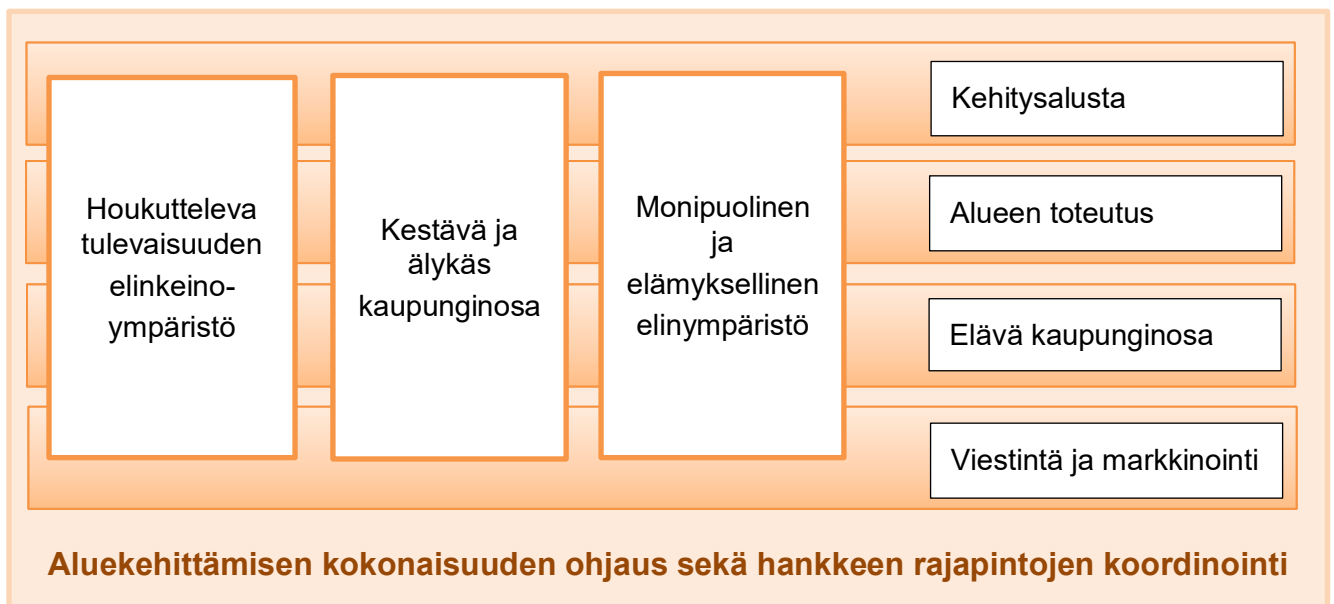 Houkutteleva
tulevaisuuden
elinkeino-
ympäristö
Kestävä ja
älykäs
kaupunginosa
Monipuolinen
ja
elämyksellinen
elinympäristö
Kehitysalusta
Alueen toteutus
Elävä kaupunginosa
Viestintä ja markkinointi
Aluekehittämisen kokonaisuuden ohjaus sekä hankkeen rajapintojen koordinointi